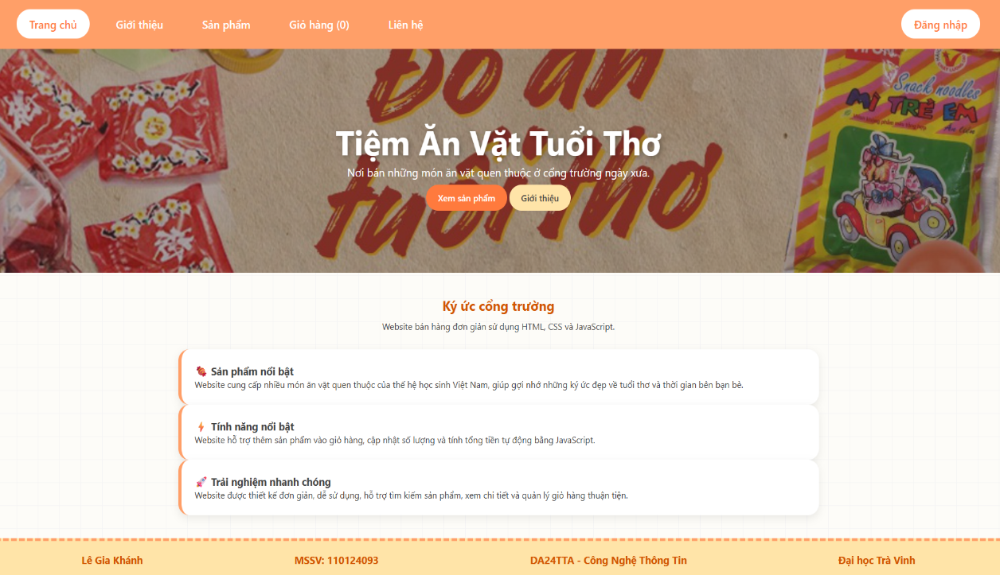 Trang chủ
Giới thiệu
Sản phẩm
Giỏ hàng (0)
Liên hệ
Đăng nhập
Đồ ăn
tuổi thơ
Snack noodles
MÌ TRẺ EM
Ăn liền
Tiệm Ăn Vặt Tuổi Thơ
Nơi bán những món ăn vặt quen thuộc ở cổng trường ngày xưa.
Xem sản phẩm
Giới thiệu
Ký ức cổng trường
Website bán hàng đơn giản sử dụng HTML, CSS và JavaScript.
Sản phẩm nổi bật
Website cung cấp nhiều món ăn vặt quen thuộc của thế hệ học sinh Việt Nam, giúp gợi nhớ những ký ức đẹp về tuổi thơ và thời gian bên bạn bè.
Tính năng nổi bật
Website hỗ trợ thêm sản phẩm vào giỏ hàng, cập nhật số lượng và tính tổng tiền tự động bằng JavaScript.
Trải nghiệm nhanh chóng
Website được thiết kế đơn giản, dễ sử dụng, hỗ trợ tìm kiếm sản phẩm, xem chi tiết và quản lý giỏ hàng thuận tiện.
Lê Gia Khánh
MSSV: 110124093
DA24TTA - Công Nghệ Thông Tin
Đại học Trà Vinh